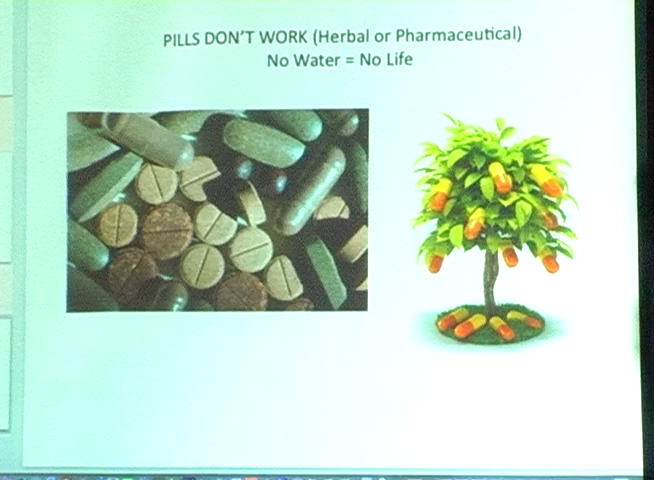 PILLS DON'T WORK (Herbal or Pharmaceutical)
No Water = No Life